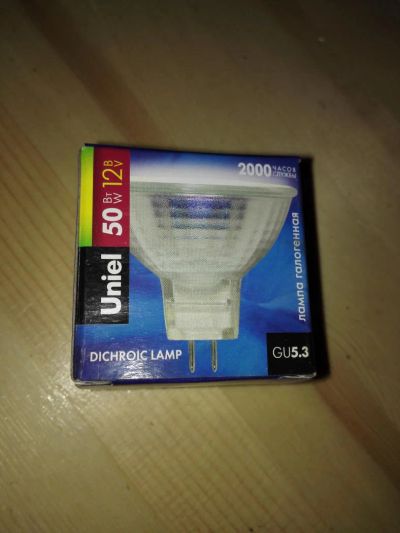 Uniel
50 Вт W
12 В V
2000 ЧАСОВ СЛУЖБЫ
лампа галогенная
DICHROIC LAMP
GU5.3